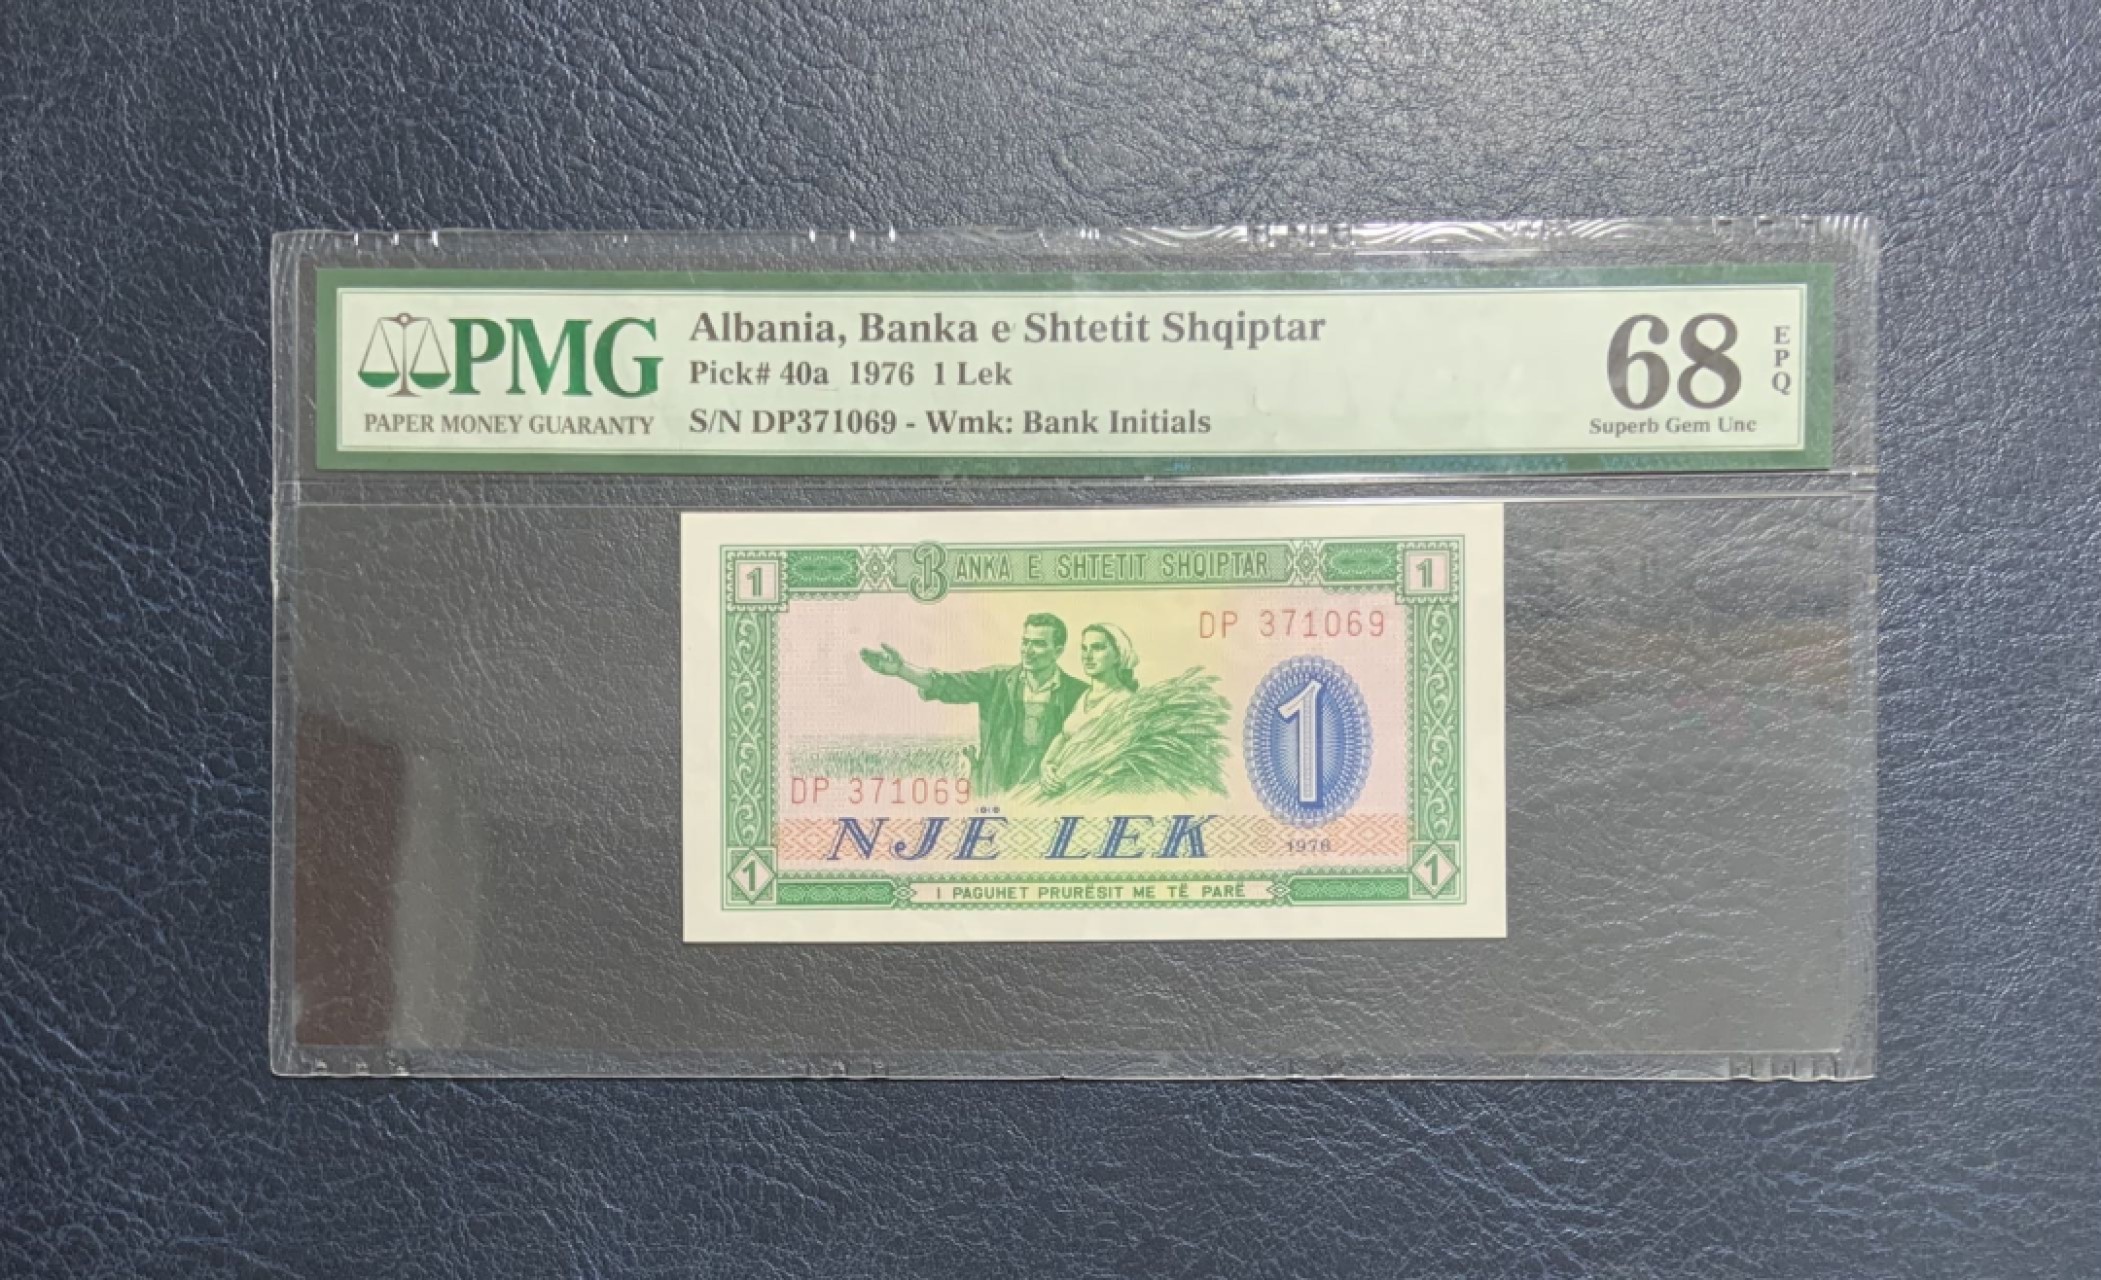 PMG
PAPER MONEY GUARANTY
Albania, Banka e Shtetit Shqiptar
Pick# 40a 1976 1 Lek
S/N DP371069 - Wmk: Bank Initials
68
EPQ
Superb Gem Unc
1
BANKA E SHTETIT SHQIPTAR
1
DP 371069
1
DP 371069
NJË LEK
1976
1
I PAGUHET PRURËSIT ME TË PARË
1